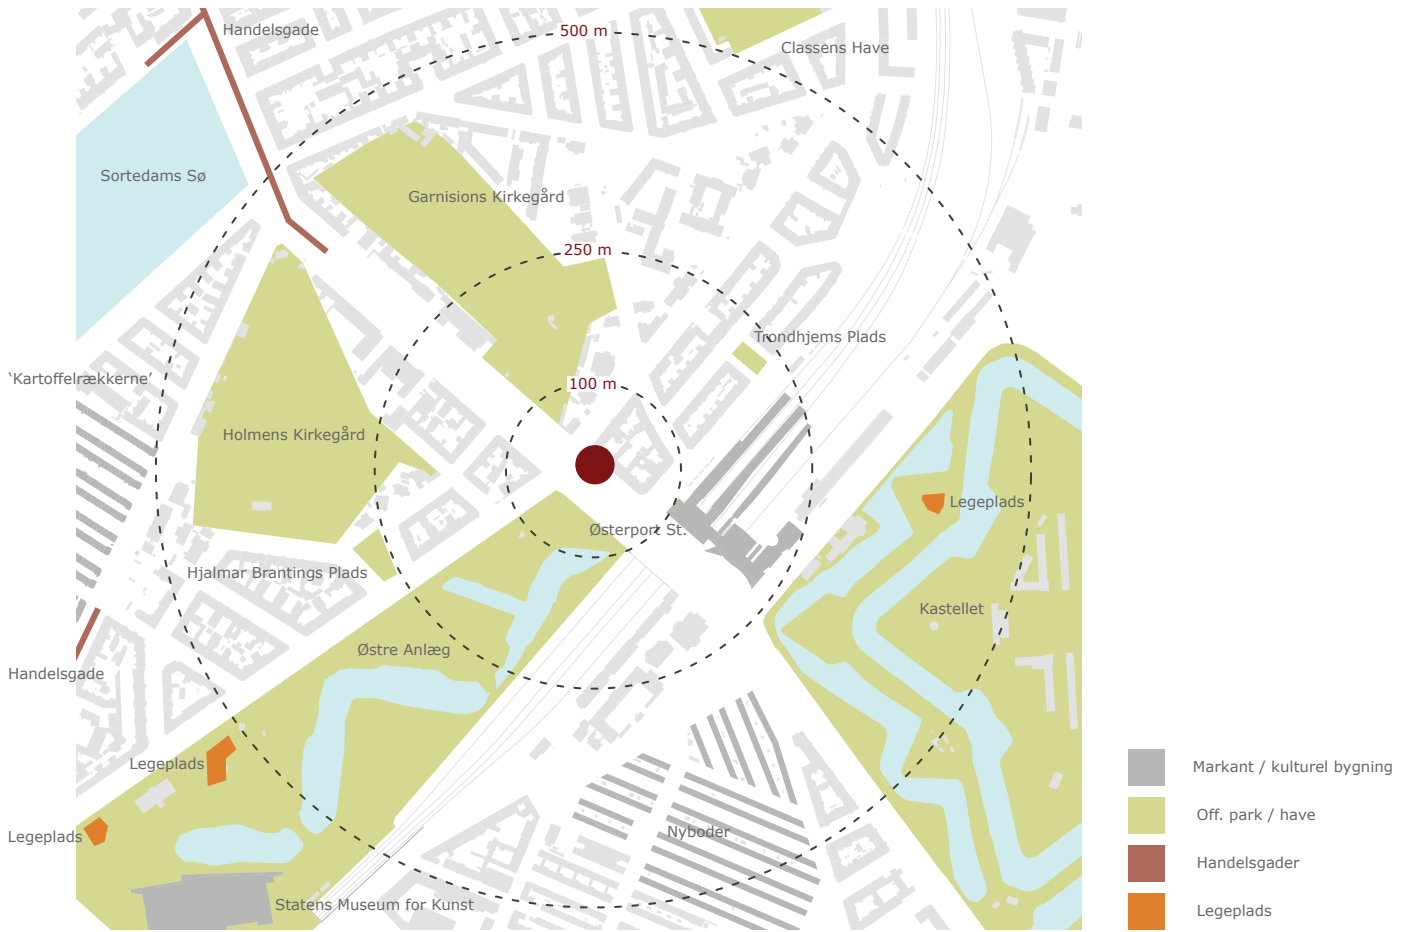 Handelsgade
500 m
Classens Have
Sortedams Sø
Garnisions Kirkegård
250 m
Trondhjems Plads
‘Kartoffelrækkerne’
100 m
Holmens Kirkegård
Legeplads
Østerport St.
Hjalmar Brantings Plads
Kastellet
Østre Anlæg
Handelsgade
Legeplads
Markant / kulturel bygning
Off. park / have
Nyboder
Legeplads
Handelsgader
Statens Museum for Kunst
Legeplads